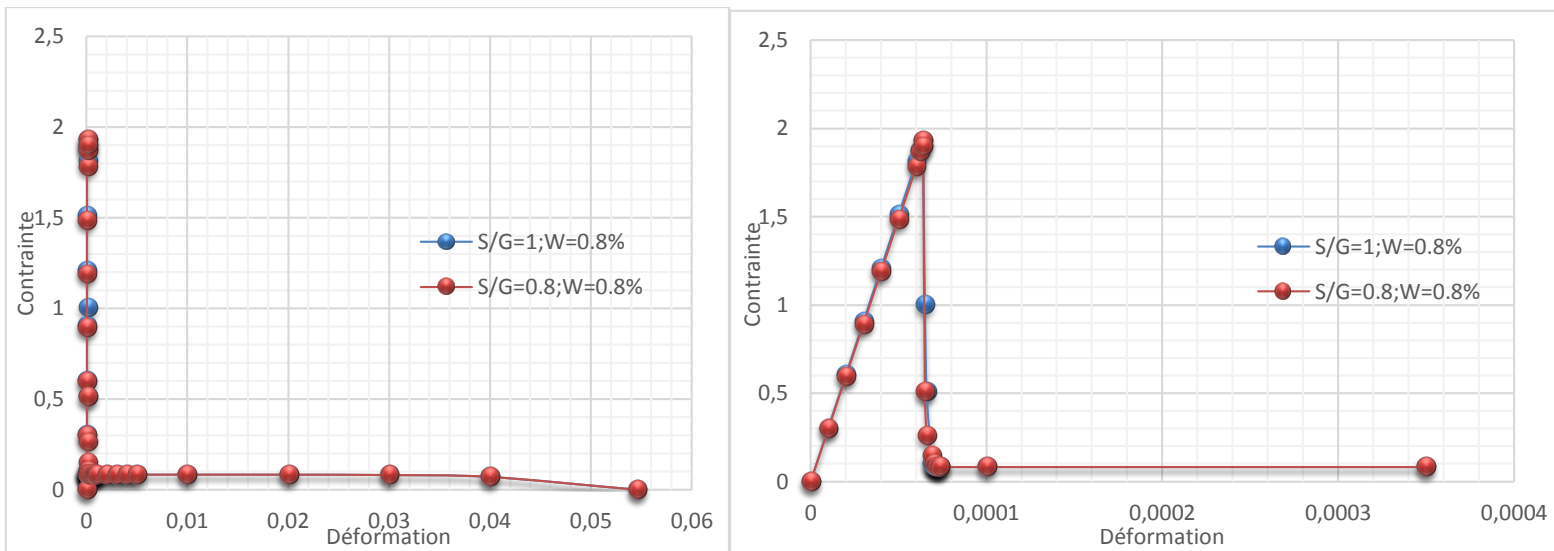 2,5
2
1,5
1
0,5
0
Contrainte
S/G=1;W=0.8%
S/G=0.8;W=0.8%
0 0,01 0,02 0,03 0,04 0,05 0,06
Déformation
2,5
2
1,5
1
0,5
0
Contrainte
S/G=1;W=0.8%
S/G=0.8;W=0.8%
0 0,0001 0,0002 0,0003 0,0004
Déformation